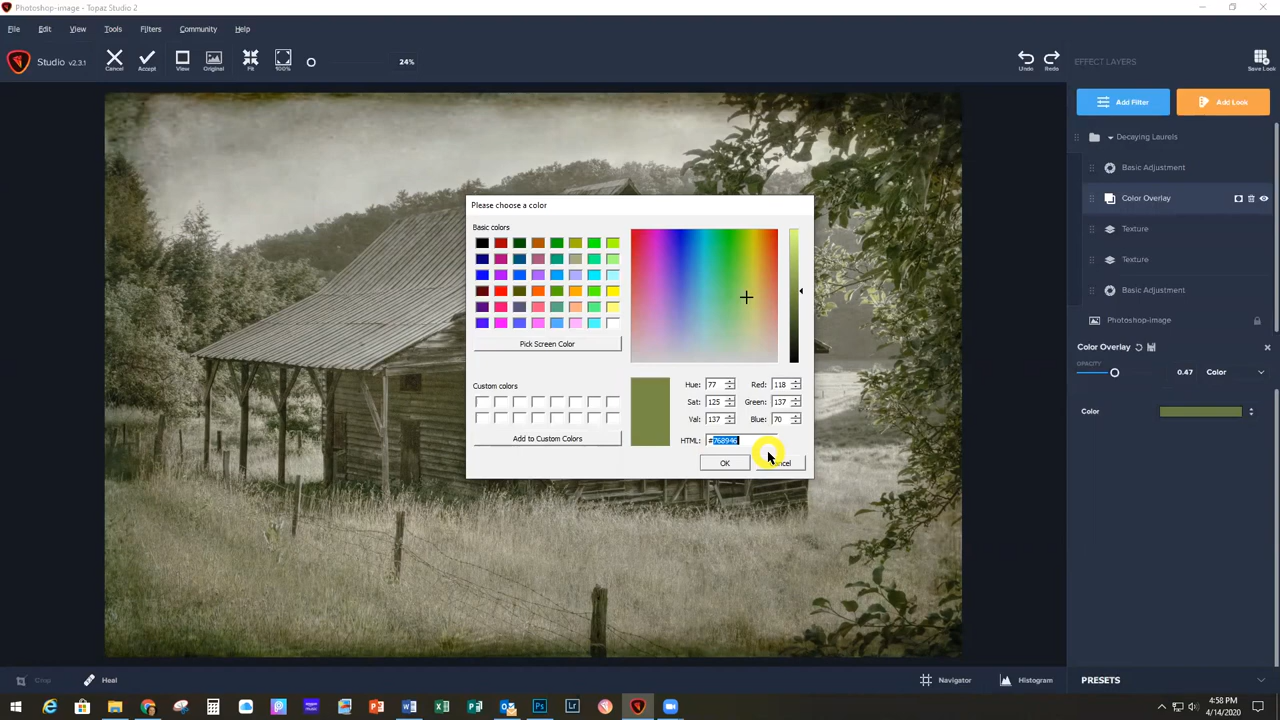 Photoshop-image - Topaz Studio 2
File Edit View Tools Filters Community Help
Studio v2.3.1
Cancel Accept View Original Fit 100% 24% Undo Redo
EFFECT LAYERS
Save Look
Add Filter
Add Look
Decaying Laurels
Basic Adjustment
Color Overlay
Texture
Texture
Basic Adjustment
Photoshop-image
Color Overlay
OPACITY
0.47 Color
Color
Please choose a color
Basic colors
Pick Screen Color
Custom colors
Add to Custom Colors
Hue: 77 Red: 118
Sat: 125 Green: 137
Val: 137 Blue: 70
HTML: #768946
OK
Crop Heal Navigator Histogram PRESETS
4:58 PM
4/14/2020